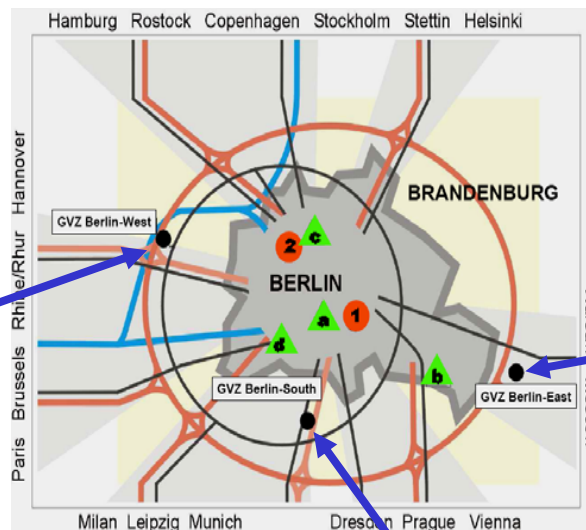 Hamburg Rostock Copenhagen Stockholm Stettin Helsinki
Hannover
Rhine/Rhur
Brussels
Paris
BRANDENBURG
GVZ Berlin-West
2
c
BERLIN
a
1
d
b
GVZ Berlin-South
GVZ Berlin-East
Milan Leipzig Munich Dresden Prague Vienna